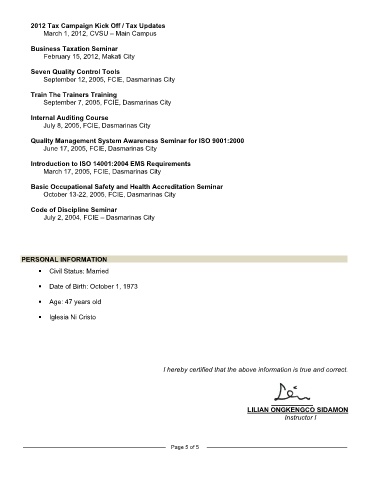 2012 Tax Campaign Kick Off / Tax Updates
March 1, 2012, CVSU – Main Campus
Business Taxation Seminar
February 15, 2012, Makati City
Seven Quality Control Tools
September 12, 2005, FCIE, Dasmarinas City
Train The Trainers Training
September 7, 2005, FCIE, Dasmarinas City
Internal Auditing Course
July 8, 2005, FCIE, Dasmarinas City
Quality Management System Awareness Seminar for ISO 9001:2000
June 17, 2005, FCIE, Dasmarinas City
Introduction to ISO 14001:2004 EMS Requirements
March 17, 2005, FCIE, Dasmarinas City
Basic Occupational Safety and Health Accreditation Seminar
October 13-22, 2005, FCIE, Dasmarinas City
Code of Discipline Seminar
July 2, 2004, FCIE – Dasmarinas City
PERSONAL INFORMATION
▪ Civil Status: Married
▪ Date of Birth: October 1, 1973
▪ Age: 47 years old
▪ Iglesia Ni Cristo
I hereby certified that the above information is true and correct.
LILIAN ONGKENGCO SIDAMON
Instructor I
Page 5 of 5